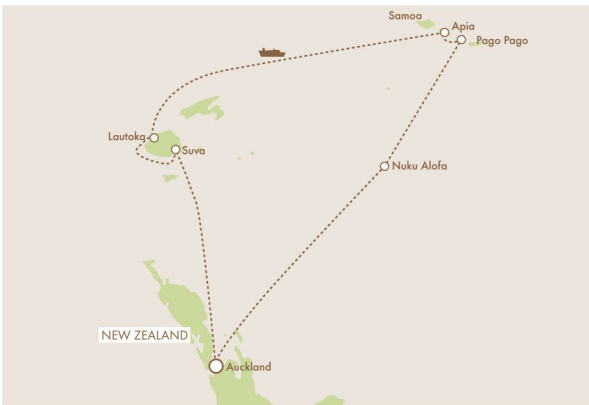 Samoa
Apia
Pago Pago
Lautoka
Suva
Nuku Alofa
NEW ZEALAND
Auckland